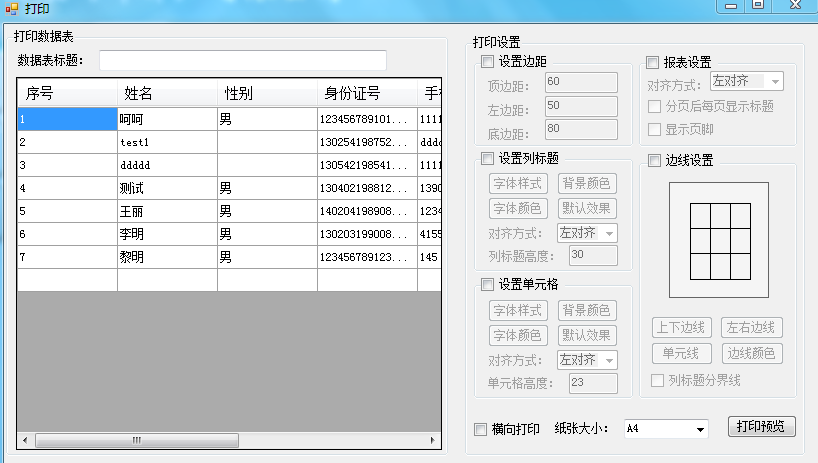 打印
打印数据表
数据表标题：
序号 姓名 性别 身份证号 手
1 呵呵 男 123456789101... 1111
2 test1 130254198752... dddd
3 ddddd 130542198541... 1111
4 测试 男 130402198812... 1390
5 王丽 男 140204198908... 1234
6 李明 男 130203199008... 4155
7 黎明 男 123456789123... 145
打印设置
设置边距
顶边距： 60
左边距： 50
底边距： 80
报表设置
对齐方式： 左对齐
分页后每页显示标题
显示页脚
设置列标题
字体样式 背景颜色
字体颜色 默认效果
对齐方式： 左对齐
列标题高度： 30
边线设置
上下边线 左右边线
单元线 边线颜色
列标题分界线
设置单元格
字体样式 背景颜色
字体颜色 默认效果
对齐方式： 左对齐
单元格高度： 23
横向打印 纸张大小： A4 打印预览